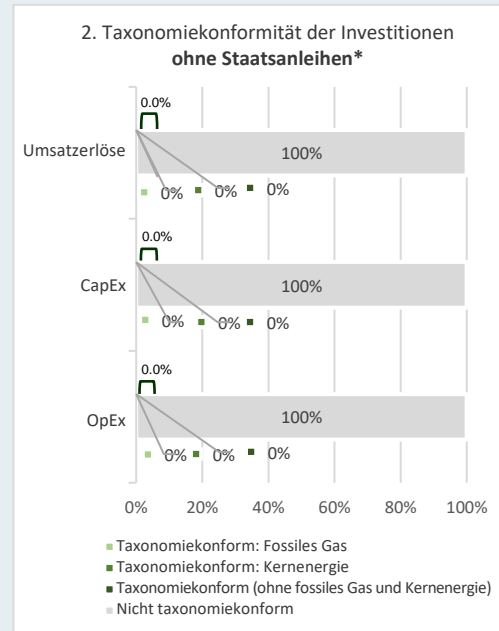 2. Taxonomiekonformität der Investitionen
ohne Staatsanleihen*
0.0%
Umsatzerlöse
100%
0%
0%
0%
0.0%
CapEx
100%
0%
0%
0%
0.0%
OpEx
100%
0%
0%
0%
0% 20% 40% 60% 80% 100%
Taxonomiekonform: Fossiles Gas
Taxonomiekonform: Kernenergie
Taxonomiekonform (ohne fossiles Gas und Kernenergie)
Nicht taxonomiekonform